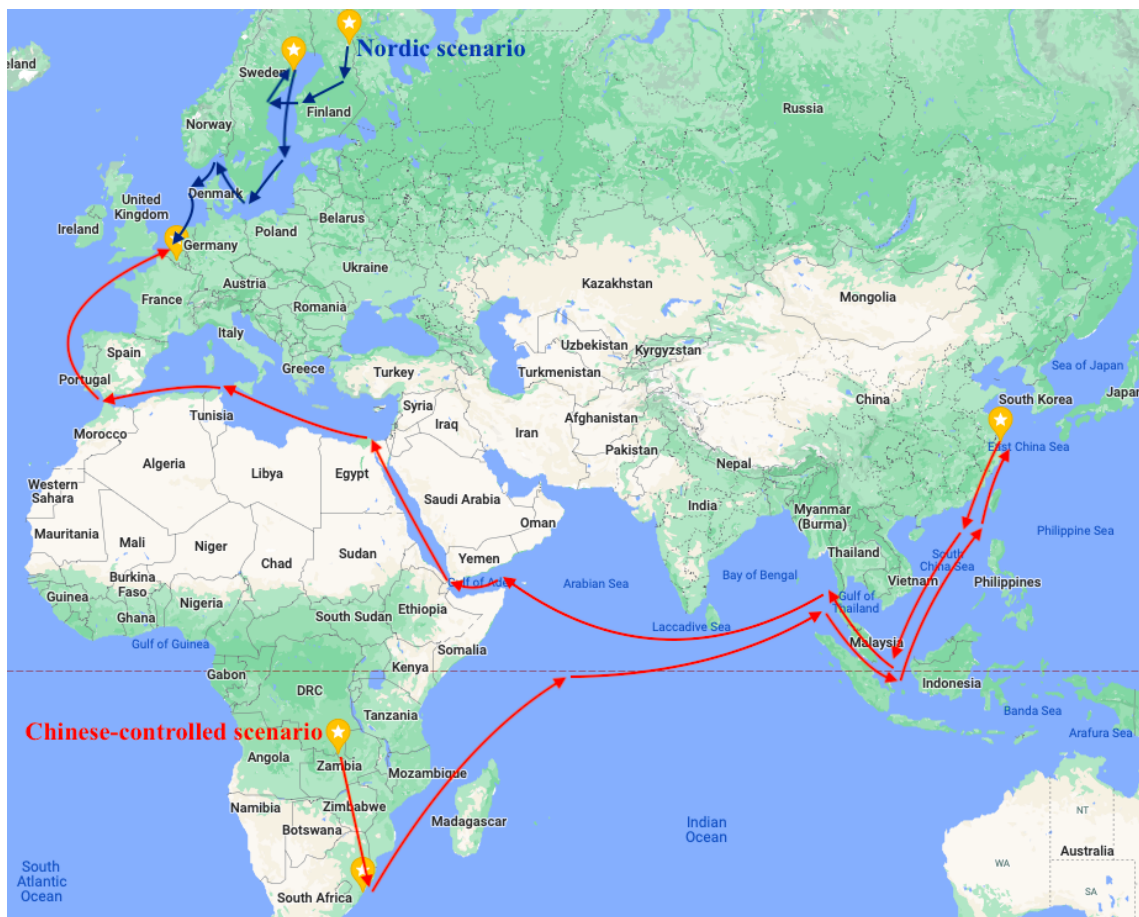 Nordic scenario
eland
Sweden
Finland
Norway
Russia
Denmark
United
Kingdom
Ireland
Belarus
Poland
Germany
Ukraine
Kazakhstan
Austria
France
Mongolia
Romania
Italy
Uzbekistan
Kyrgyzstan
Spain
Greece
Turkey
Turkmenistan
Portugal
Sea of Japan
South Korea
Japan
China
Syria
Tunisia
Afghanistan
Iraq
Iran
Morocco
East China Sea
Pakistan
Algeria
Libya
Egypt
Nepal
Western
Sahara
Saudi Arabia
India
Myanmar
(Burma)
Oman
Mauritania
Mali
Niger
Sudan
Philippine Sea
Chad
Yemen
Thailand
South
China Sea
Burkina
Faso
Gulf of Ade
Arabian Sea
Bay of Bengal
Vietnam
Philippines
Guinea
Nigeria
Ghana
South Sudan
Ethiopia
Gulf of
Thailand
Laccadive Sea
Gulf of Guinea
Somalia
Malaysia
Gabon
Kenya
Indonesia
DRC
Tanzania
Banda Sea
Chinese-controlled scenario
Arafura Sea
Angola
Zambia
Mozambique
Namibia
Zimbabwe
Madagascar
Indian
Ocean
NT
Botswana
Australia
WA
South
Atlantic
Ocean
South Africa
SA